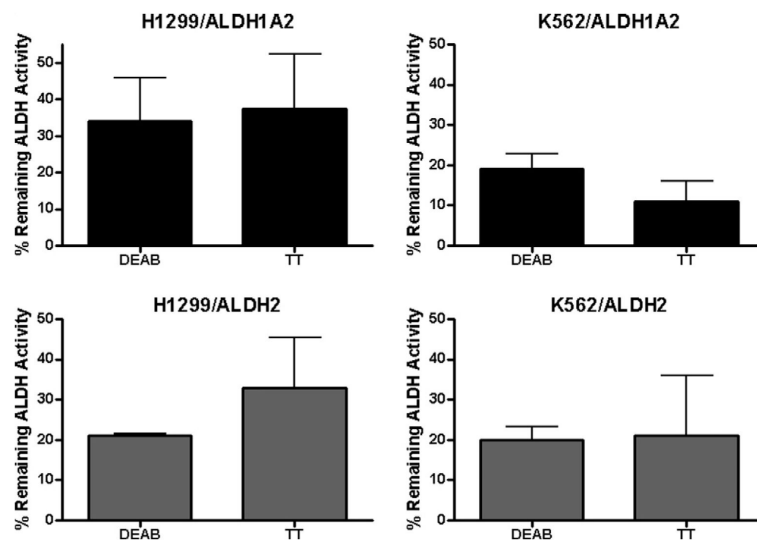 H1299/ALDH1A2
% Remaining ALDH Activity
50
40
30
20
10
0
DEAB TT
K562/ALDH1A2
% Remaining ALDH Activity
50
40
30
20
10
0
DEAB TT
H1299/ALDH2
% Remaining ALDH Activity
50
40
30
20
10
0
DEAB TT
K562/ALDH2
% Remaining ALDH Activity
50
40
30
20
10
0
DEAB TT